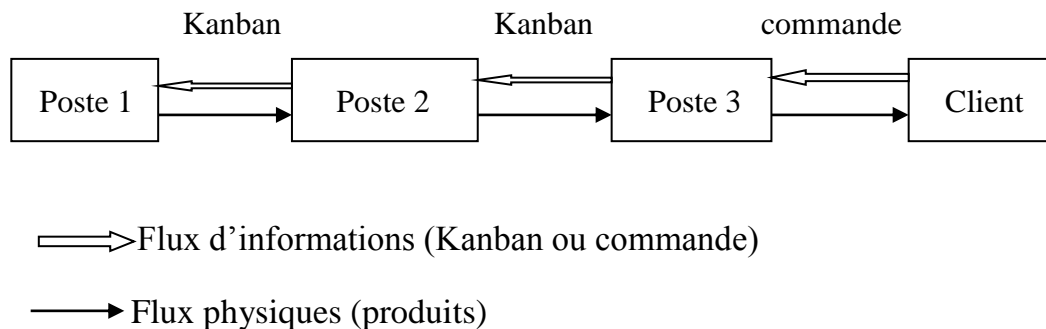 Kanban Kanban commande
Poste 1 Poste 2 Poste 3 Client
Flux d’informations (Kanban ou commande)
Flux physiques (produits)